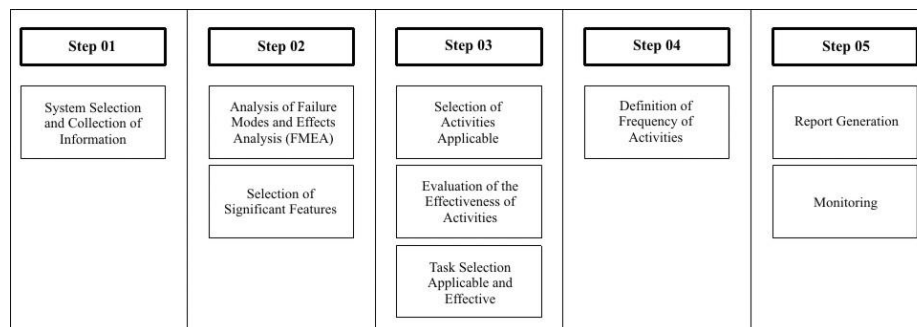 Step 01
System Selection
and Collection of
Information
Step 02
Analysis of Failure
Modes and Effects
Analysis (FMEA)
Selection of
Significant Features
Step 03
Selection of
Activities
Applicable
Evaluation of the
Effectiveness of
Activities
Task Selection
Applicable and
Effective
Step 04
Definition of
Frequency of
Activities
Step 05
Report Generation
Monitoring